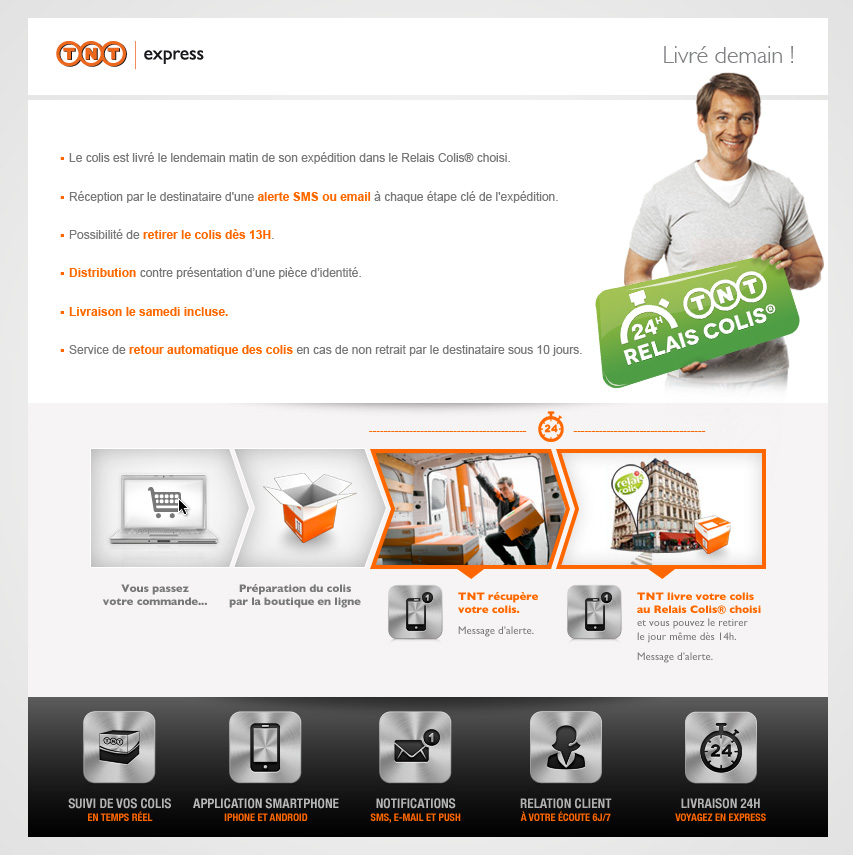 TNT express
Livré demain !
Le colis est livré le lendemain matin de son expédition dans le Relais Colis® choisi.
Réception par le destinataire d'une alerte SMS ou email à chaque étape clé de l'expédition.
Possibilité de retirer le colis dès 13H.
Distribution contre présentation d'une pièce d'identité.
Livraison le samedi incluse.
Service de retour automatique des colis en cas de non retrait par le destinataire sous 10 jours.
24H TNT
RELAIS COLIS®
24
relais
colis
Vous passez
votre commande...
Préparation du colis
par la boutique en ligne
1
TNT récupère
votre colis.
Message d'alerte.
1
TNT livre votre colis
au Relais Colis® choisi
et vous pouvez le retirer
le jour même dès 14h.
Message d'alerte.
TNT
1
24
SUIVI DE VOS COLIS
EN TEMPS RÉEL
APPLICATION SMARTPHONE
IPHONE ET ANDROID
NOTIFICATIONS
SMS, E-MAIL ET PUSH
RELATION CLIENT
À VOTRE ÉCOUTE 6J/7
LIVRAISON 24H
VOYAGEZ EN EXPRESS